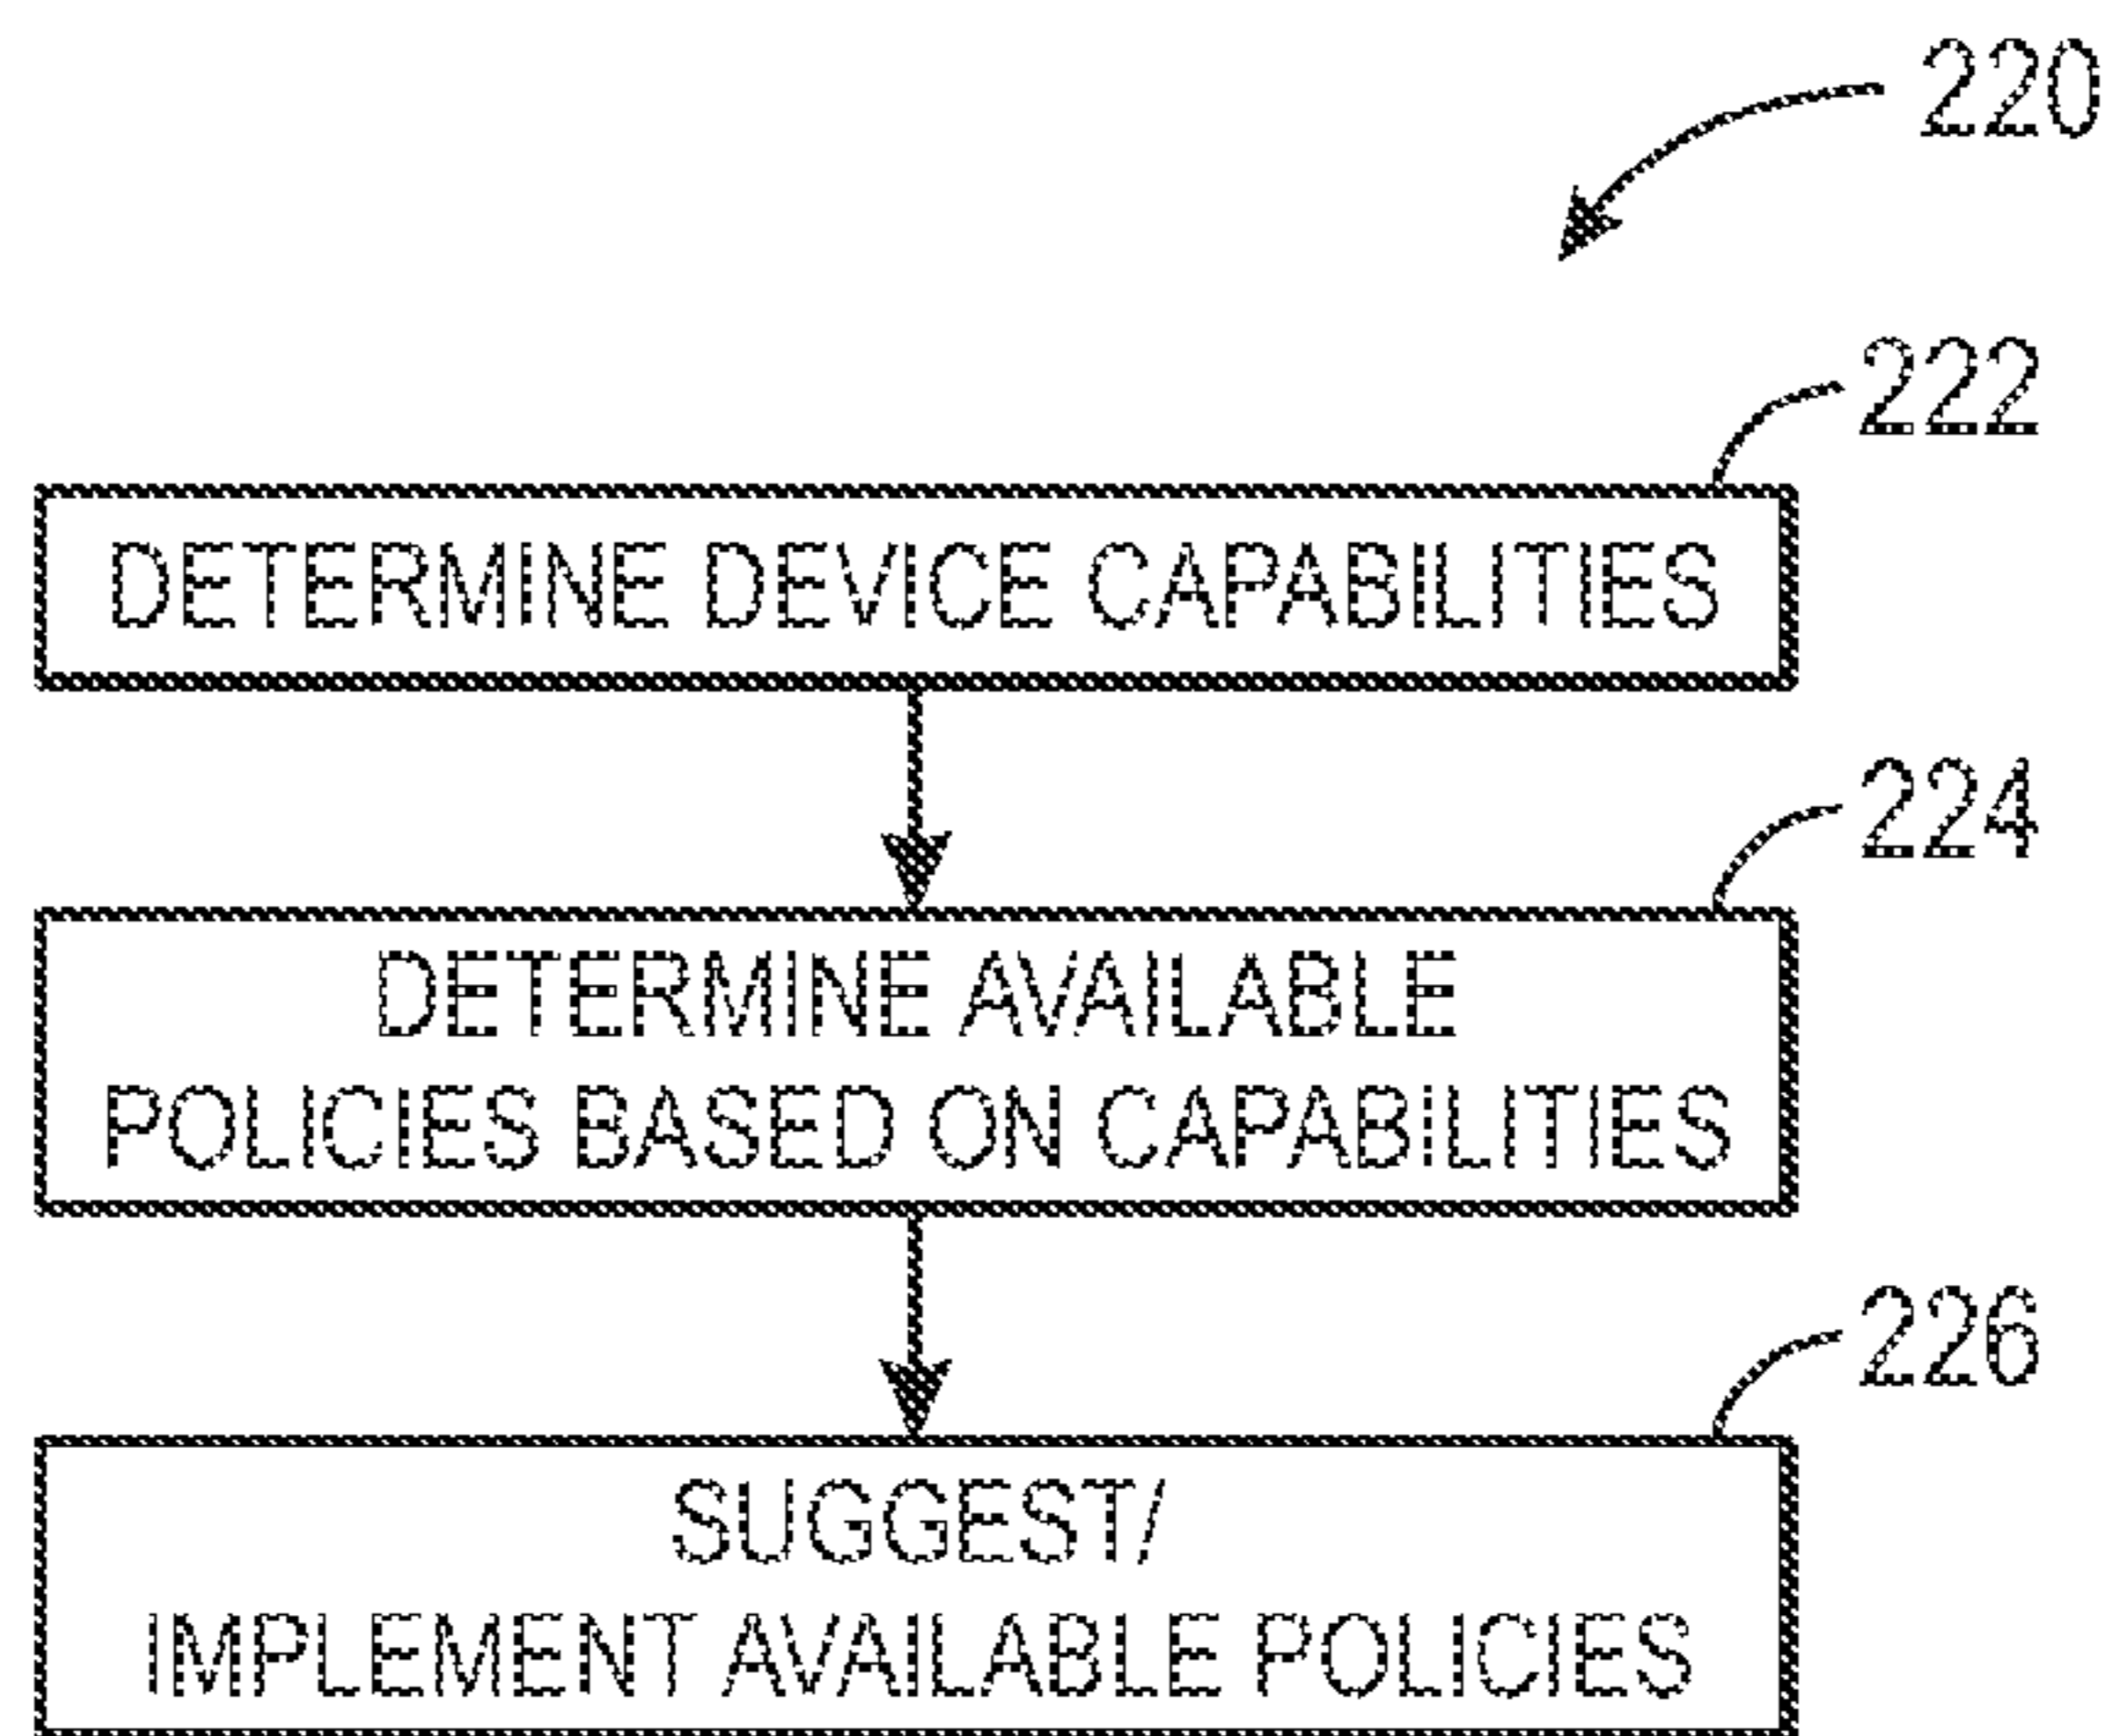 220
222
DETERMINE DEVICE CAPABILITIES
224
DETERMINE AVAILABLE
POLICIES BASED ON CAPABILITIES
226
SUGGEST/
IMPLEMENT AVAILABLE POLICIES